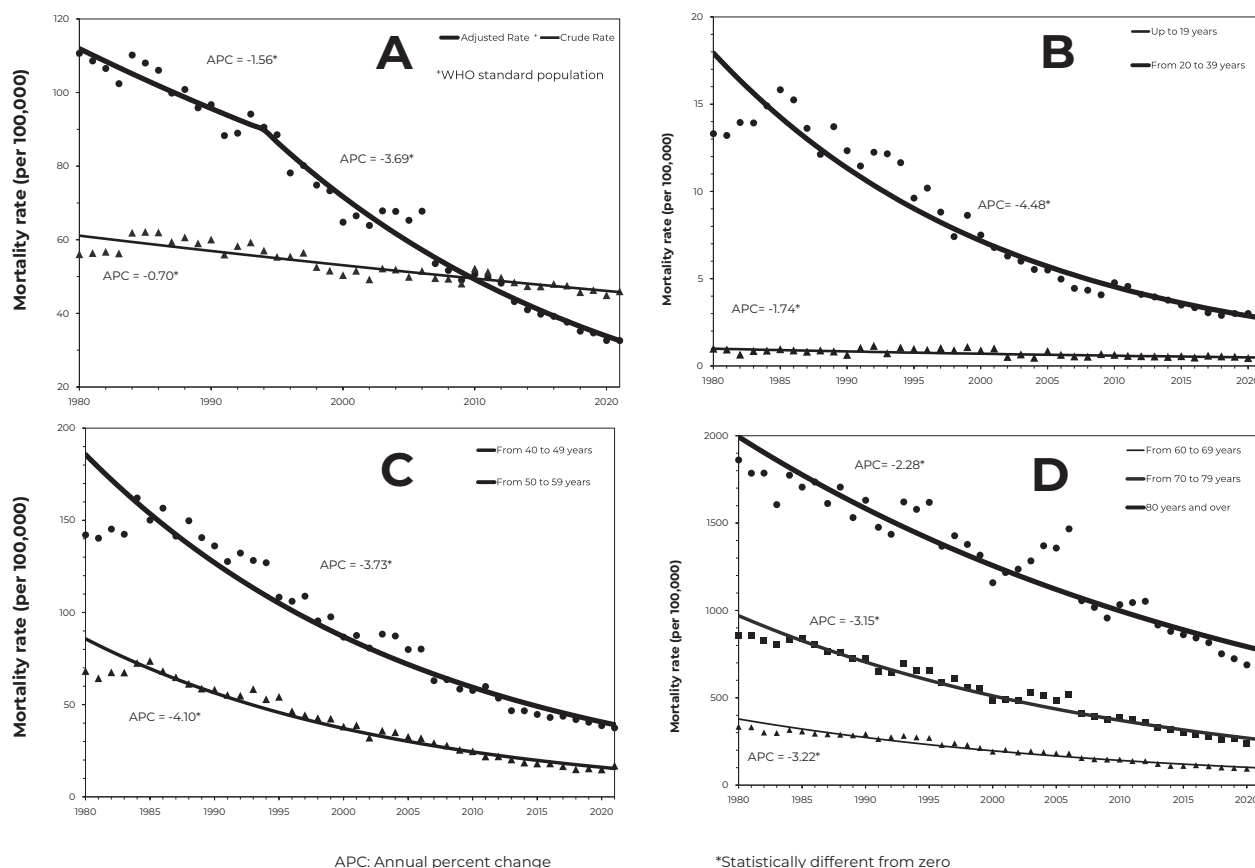 A
Mortality rate (per 100,000)
120
100
80
60
40
20
1980
1990
2000
2010
2020
Adjusted Rate * Crude Rate
*WHO standard population
APC = -1.56*
APC = -3.69*
APC = -0.70*
B
Mortality rate (per 100,000)
20
15
10
5
0
1980
1985
1990
1995
2000
2005
2010
2015
Up to 19 years
From 20 to 39 years
APC= -4.48*
APC= -1.74*
C
Mortality rate (per 100,000)
200
150
100
50
0
1980
1985
1990
1995
2000
2005
2010
2015
2020
From 40 to 49 years
From 50 to 59 years
APC = -3.73*
APC = -4.10*
D
Mortality rate (per 100,000)
2000
1500
1000
500
0
1980
1985
1990
1995
2000
2005
2010
2015
2020
From 60 to 69 years
From 70 to 79 years
80 years and over
APC= -2.28*
APC = -3.15*
APC = -3.22*
APC: Annual percent change
*Statistically different from zero